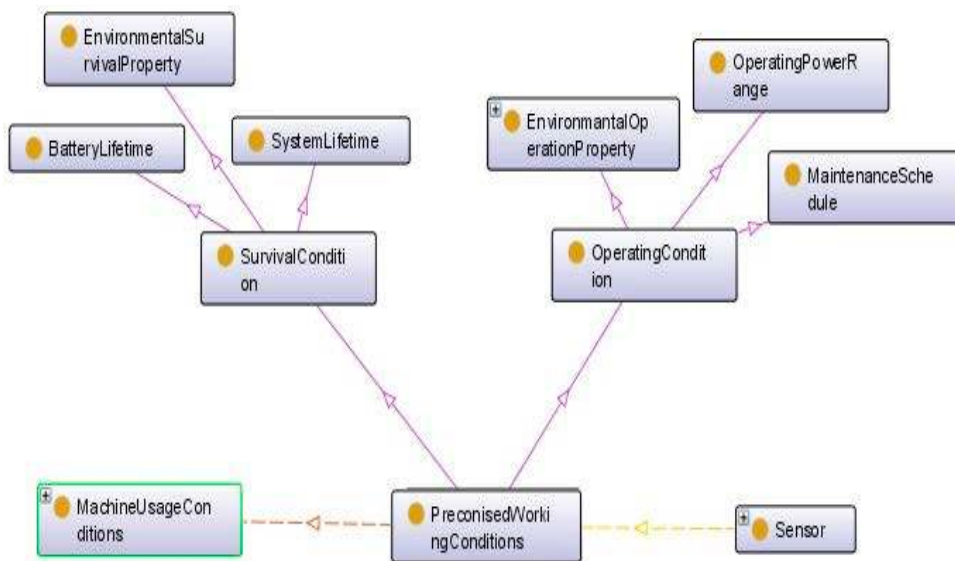 EnvironmentalSu
rvivalProperty
OperatingPowerR
ange
EnvironmantalOp
erationProperty
BatteryLifetime
SystemLifetime
MaintenanceSche
dule
SurvivalConditi
on
OperatingCondit
ion
MachineUsageCon
ditions
PreconisedWorki
ngConditions
Sensor